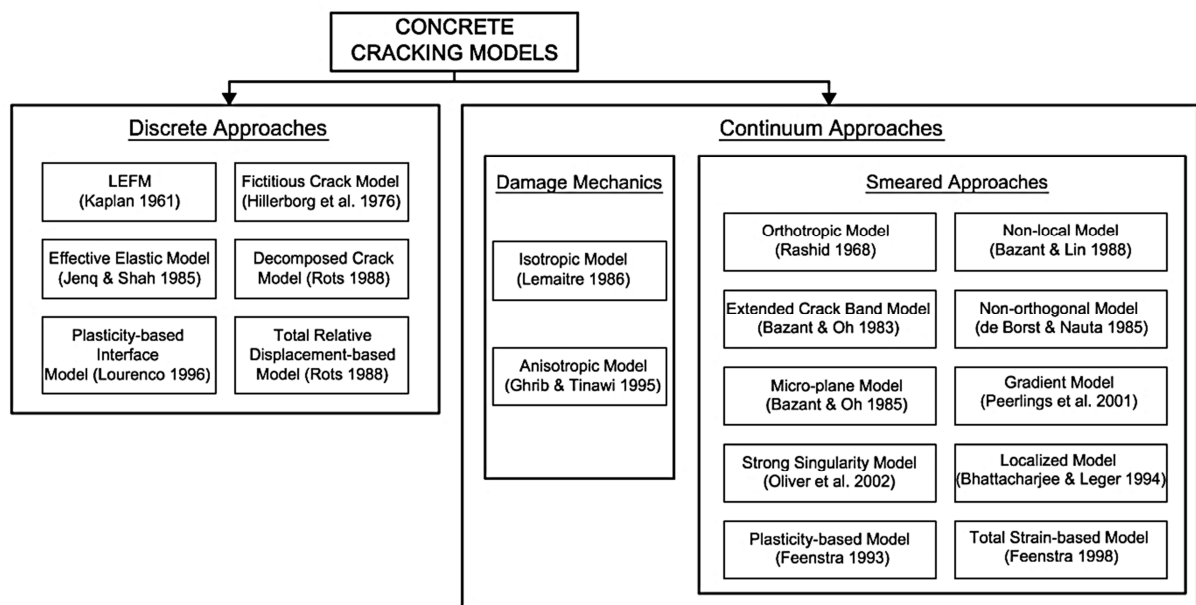 CONCRETE
CRACKING MODELS
Discrete Approaches
LEFM
(Kaplan 1961)
Fictitious Crack Model
(Hillerborg et al. 1976)
Effective Elastic Model
(Jenq & Shah 1985)
Decomposed Crack
Model (Rots 1988)
Plasticity-based
Interface
Model (Lourenco 1996)
Total Relative
Displacement-based
Model (Rots 1988)
Continuum Approaches
Damage Mechanics
Isotropic Model
(Lemaitre 1986)
Anisotropic Model
(Ghrib & Tinawi 1995)
Smeared Approaches
Orthotropic Model
(Rashid 1968)
Non-local Model
(Bazant & Lin 1988)
Extended Crack Band Model
(Bazant & Oh 1983)
Non-orthogonal Model
(de Borst & Nauta 1985)
Micro-plane Model
(Bazant & Oh 1985)
Gradient Model
(Peerlings et al. 2001)
Strong Singularity Model
(Oliver et al. 2002)
Localized Model
(Bhattacharjee & Leger 1994)
Plasticity-based Model
(Feenstra 1993)
Total Strain-based Model
(Feenstra 1998)